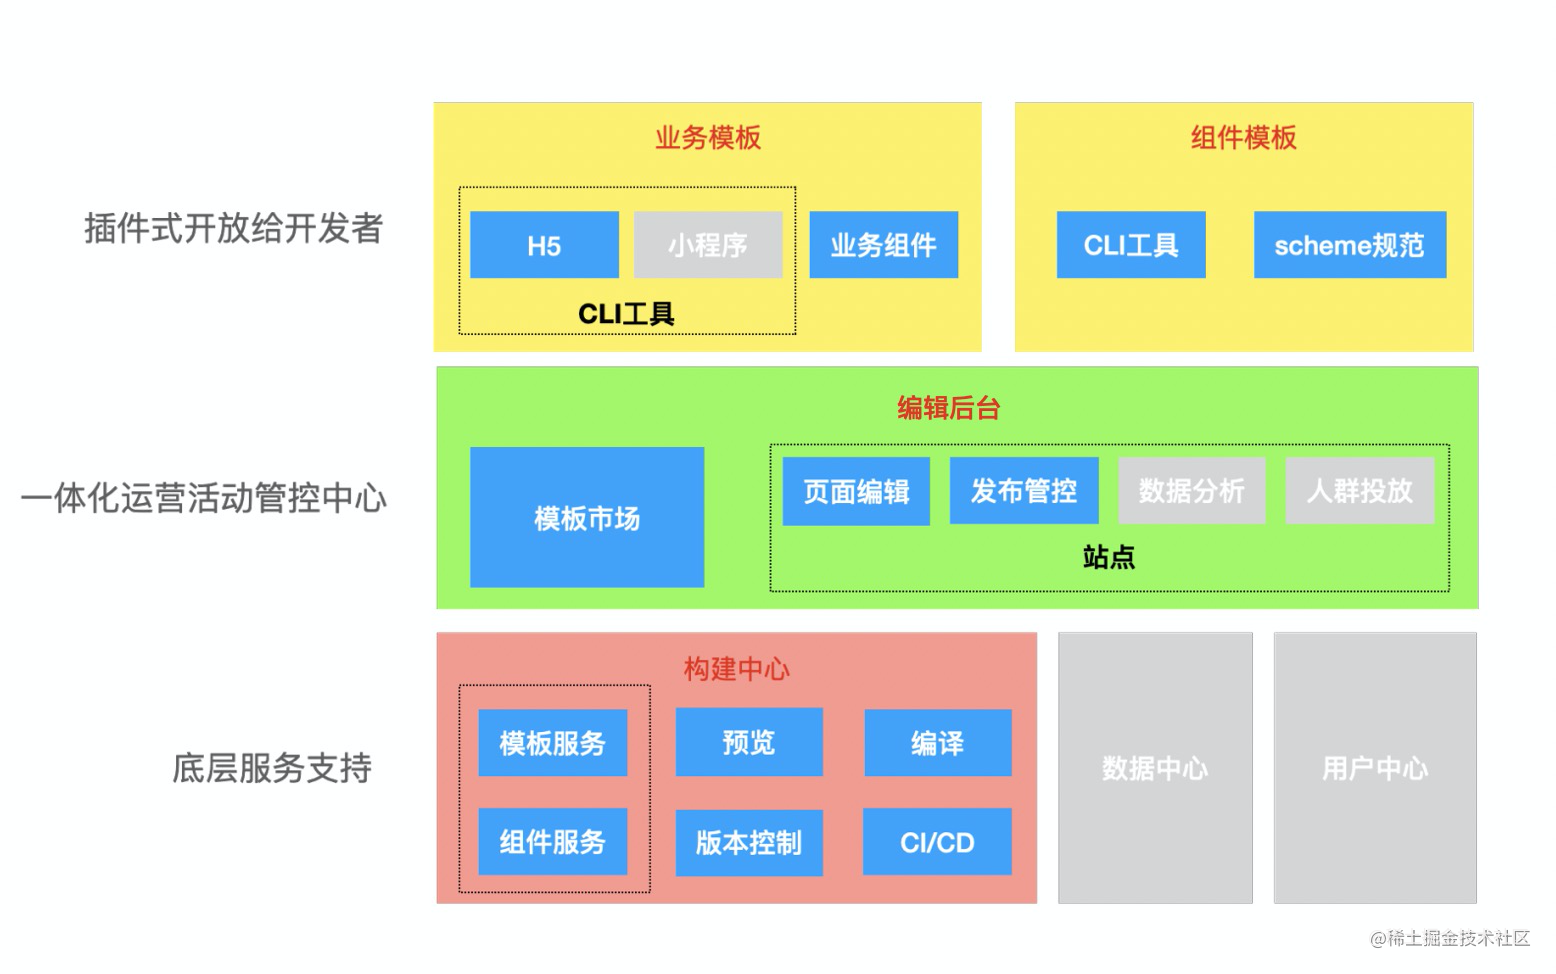 业务模板
组件模板
插件式开放给开发者
H5
小程序
业务组件
CLI工具
CLI工具
scheme规范
编辑后台
一体化运营活动管控中心
模板市场
页面编辑
发布管控
数据分析
人群投放
站点
构建中心
底层服务支持
模板服务
预览
编译
组件服务
版本控制
CI/CD
数据中心
用户中心
@稀土掘金技术社区